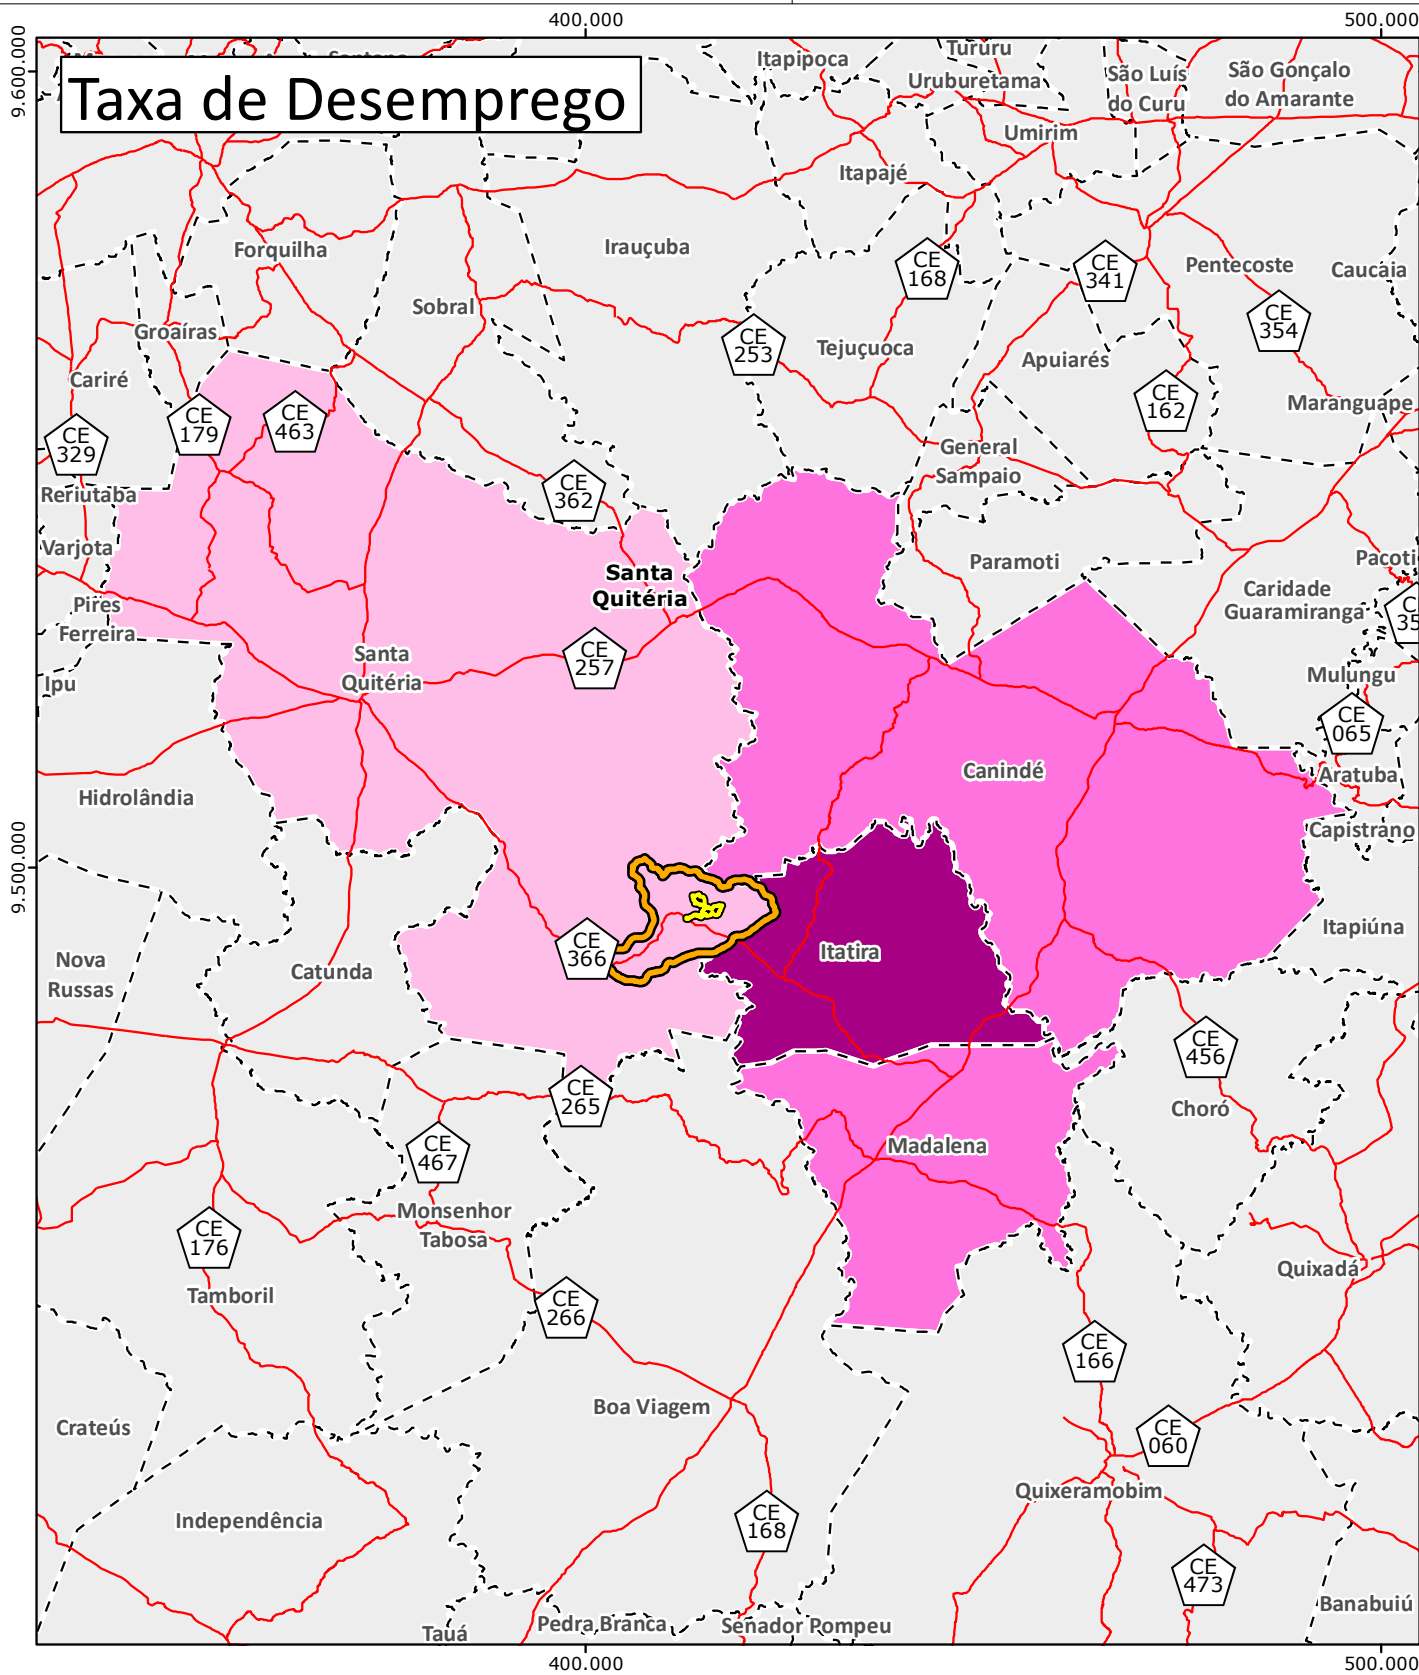 400.000
500.000
9.600.000
Taxa de Desemprego
Itapipoca
Tururu
Uruburetama
São Luís
do Curu
São Gonçalo
do Amarante
Umirim
Itapajé
Forquilha
Irauçuba
CE
168
CE
341
Pentecoste
Caucaia
Sobral
Groaíras
CE
253
Tejuçuoca
CE
354
Apuiarés
Cariré
CE
179
CE
463
CE
162
Maranguape
CE
329
General
Sampaio
Reriutaba
CE
362
Varjota
Paramoti
Santa
Quitéria
Caridade
Guaramiranga
Pires
Ferreira
Santa
Quitéria
CE
257
Ipu
Mulungu
CE
065
Canindé
Aratuba
Hidrolândia
Capistrano
9.500.000
Itapiúna
CE
366
Itatira
Nova
Russas
Catunda
CE
456
CE
265
Choró
CE
467
Madalena
Monsenhor
Tabosa
CE
176
Quixadá
Tamboril
CE
266
CE
166
Boa Viagem
Crateús
CE
060
Quixeramobim
Independência
CE
168
CE
473
Banabuiú
Tauá
Pedra Branca
Senador Pompeu
400.000
500.000